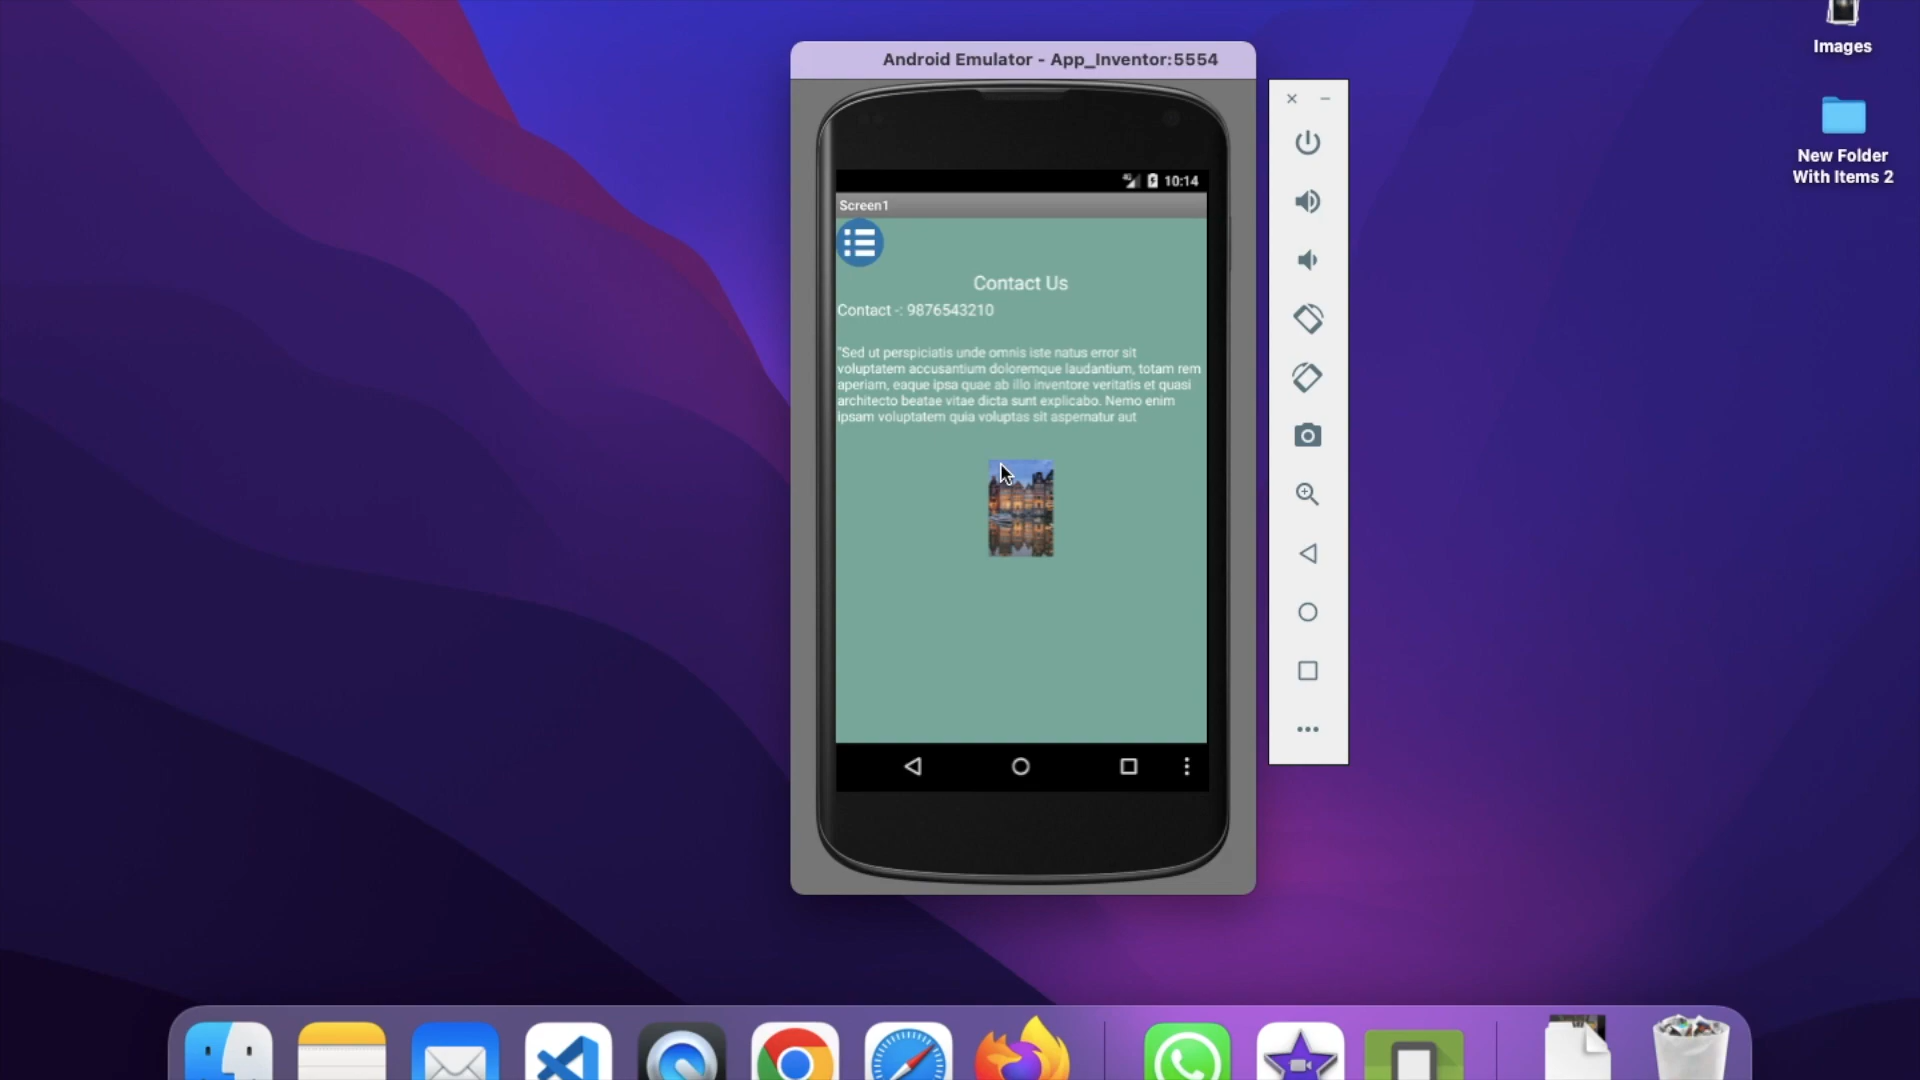 Images
New Folder
With Items 2
Android Emulator - App_Inventor:5554
4G
10:14
Screen1
Contact Us
Contact -: 9876543210
"Sed ut perspiciatis unde omnis iste natus error sit
voluptatem accusantium doloremque laudantium, totam rem
aperiam, eaque ipsa quae ab illo inventore veritatis et quasi
architecto beatae vitae dicta sunt explicabo. Nemo enim
ipsam voluptatem quia voluptas sit aspernatur aut